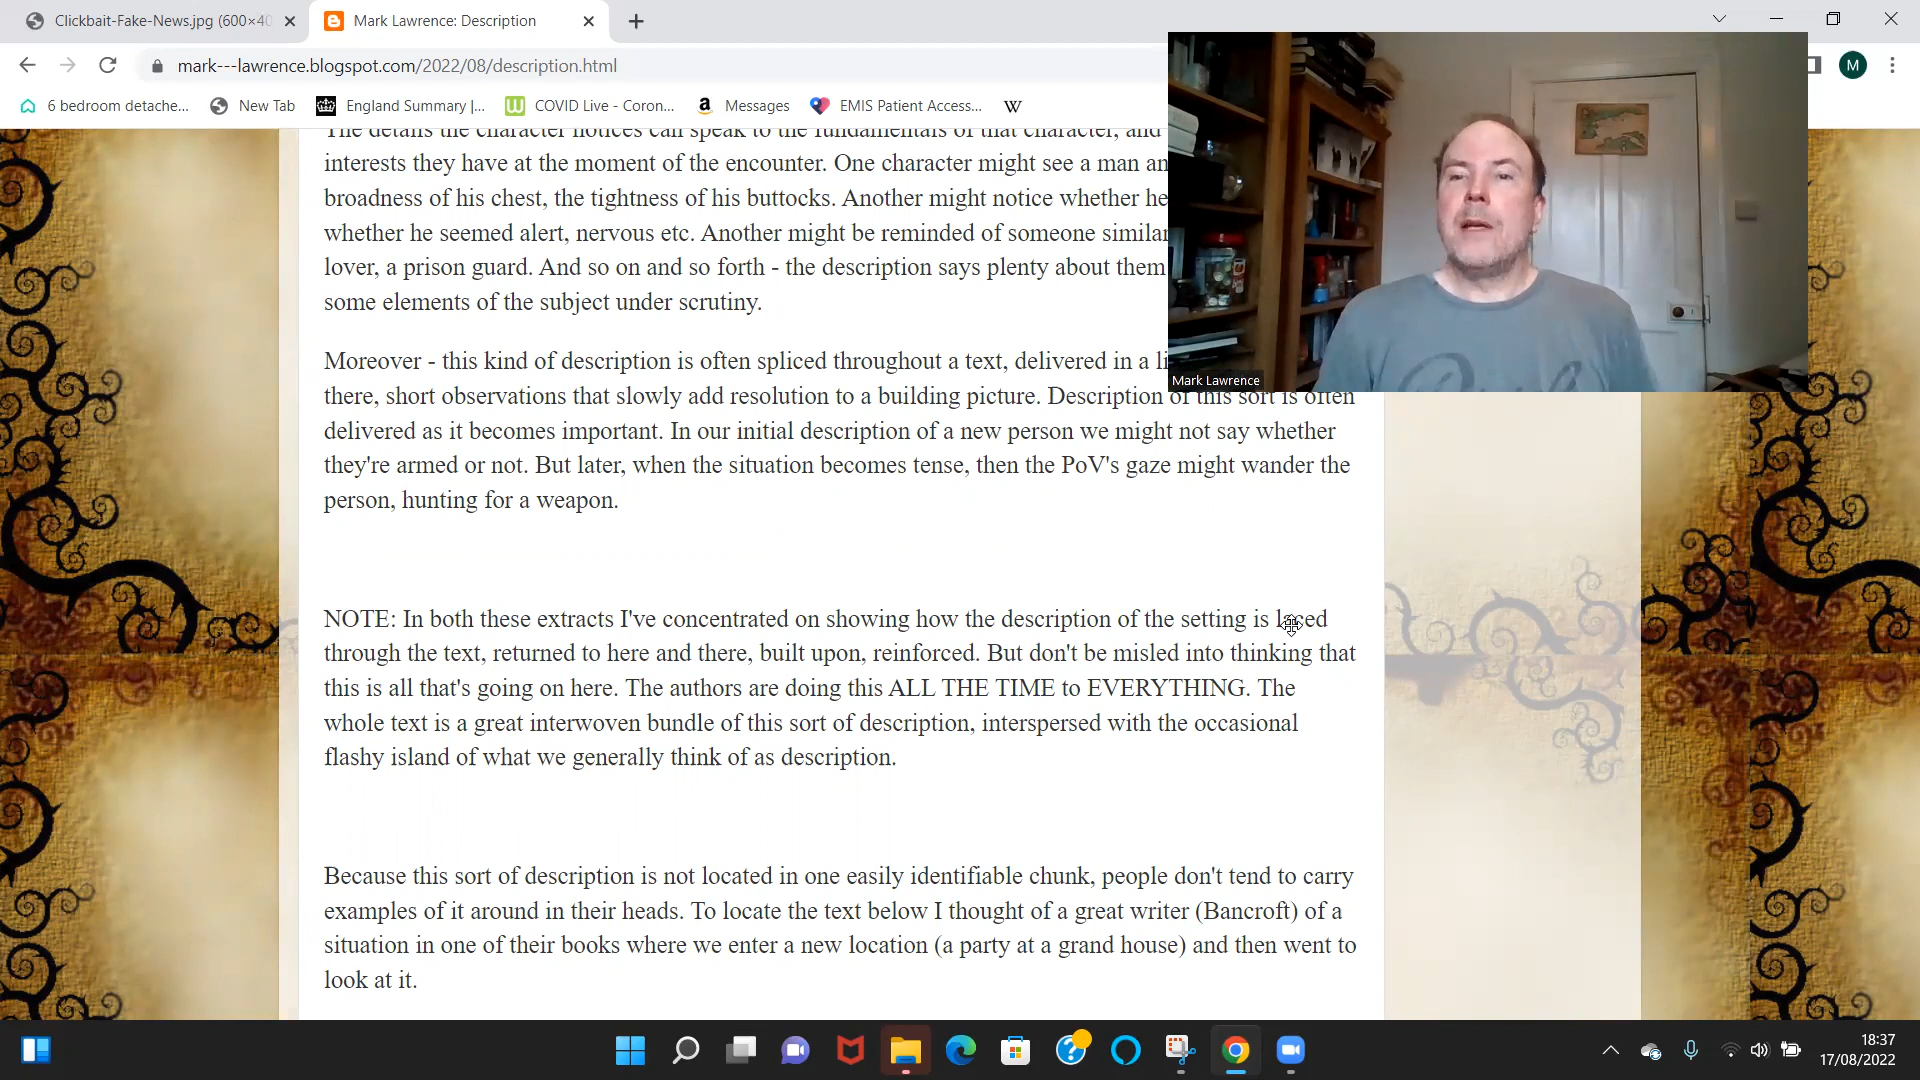 Clickbait-Fake-News.jpg (600×40
Mark Lawrence: Description
mark---lawrence.blogspot.com/2022/08/description.html
M
6 bedroom detache...
New Tab
England Summary |...
COVID Live - Coron...
Messages
EMIS Patient Access...
W
The details the character notices can speak to the fundamentals of that character, and
interests they have at the moment of the encounter. One character might see a man an
broadness of his chest, the tightness of his buttocks. Another might notice whether he
whether he seemed alert, nervous etc. Another might be reminded of someone similar
lover, a prison guard. And so on and so forth - the description says plenty about them
some elements of the subject under scrutiny.
Moreover - this kind of description is often spliced throughout a text, delivered in a li
there, short observations that slowly add resolution to a building picture. Description of this sort is often
delivered as it becomes important. In our initial description of a new person we might not say whether
they're armed or not. But later, when the situation becomes tense, then the PoV's gaze might wander the
person, hunting for a weapon.
Mark Lawrence
NOTE: In both these extracts I've concentrated on showing how the description of the setting is laced
through the text, returned to here and there, built upon, reinforced. But don't be misled into thinking that
this is all that's going on here. The authors are doing this ALL THE TIME to EVERYTHING. The
whole text is a great interwoven bundle of this sort of description, interspersed with the occasional
flashy island of what we generally think of as description.
Because this sort of description is not located in one easily identifiable chunk, people don't tend to carry
examples of it around in their heads. To locate the text below I thought of a great writer (Bancroft) of a
situation in one of their books where we enter a new location (a party at a grand house) and then went to
look at it.
18:37
17/08/2022